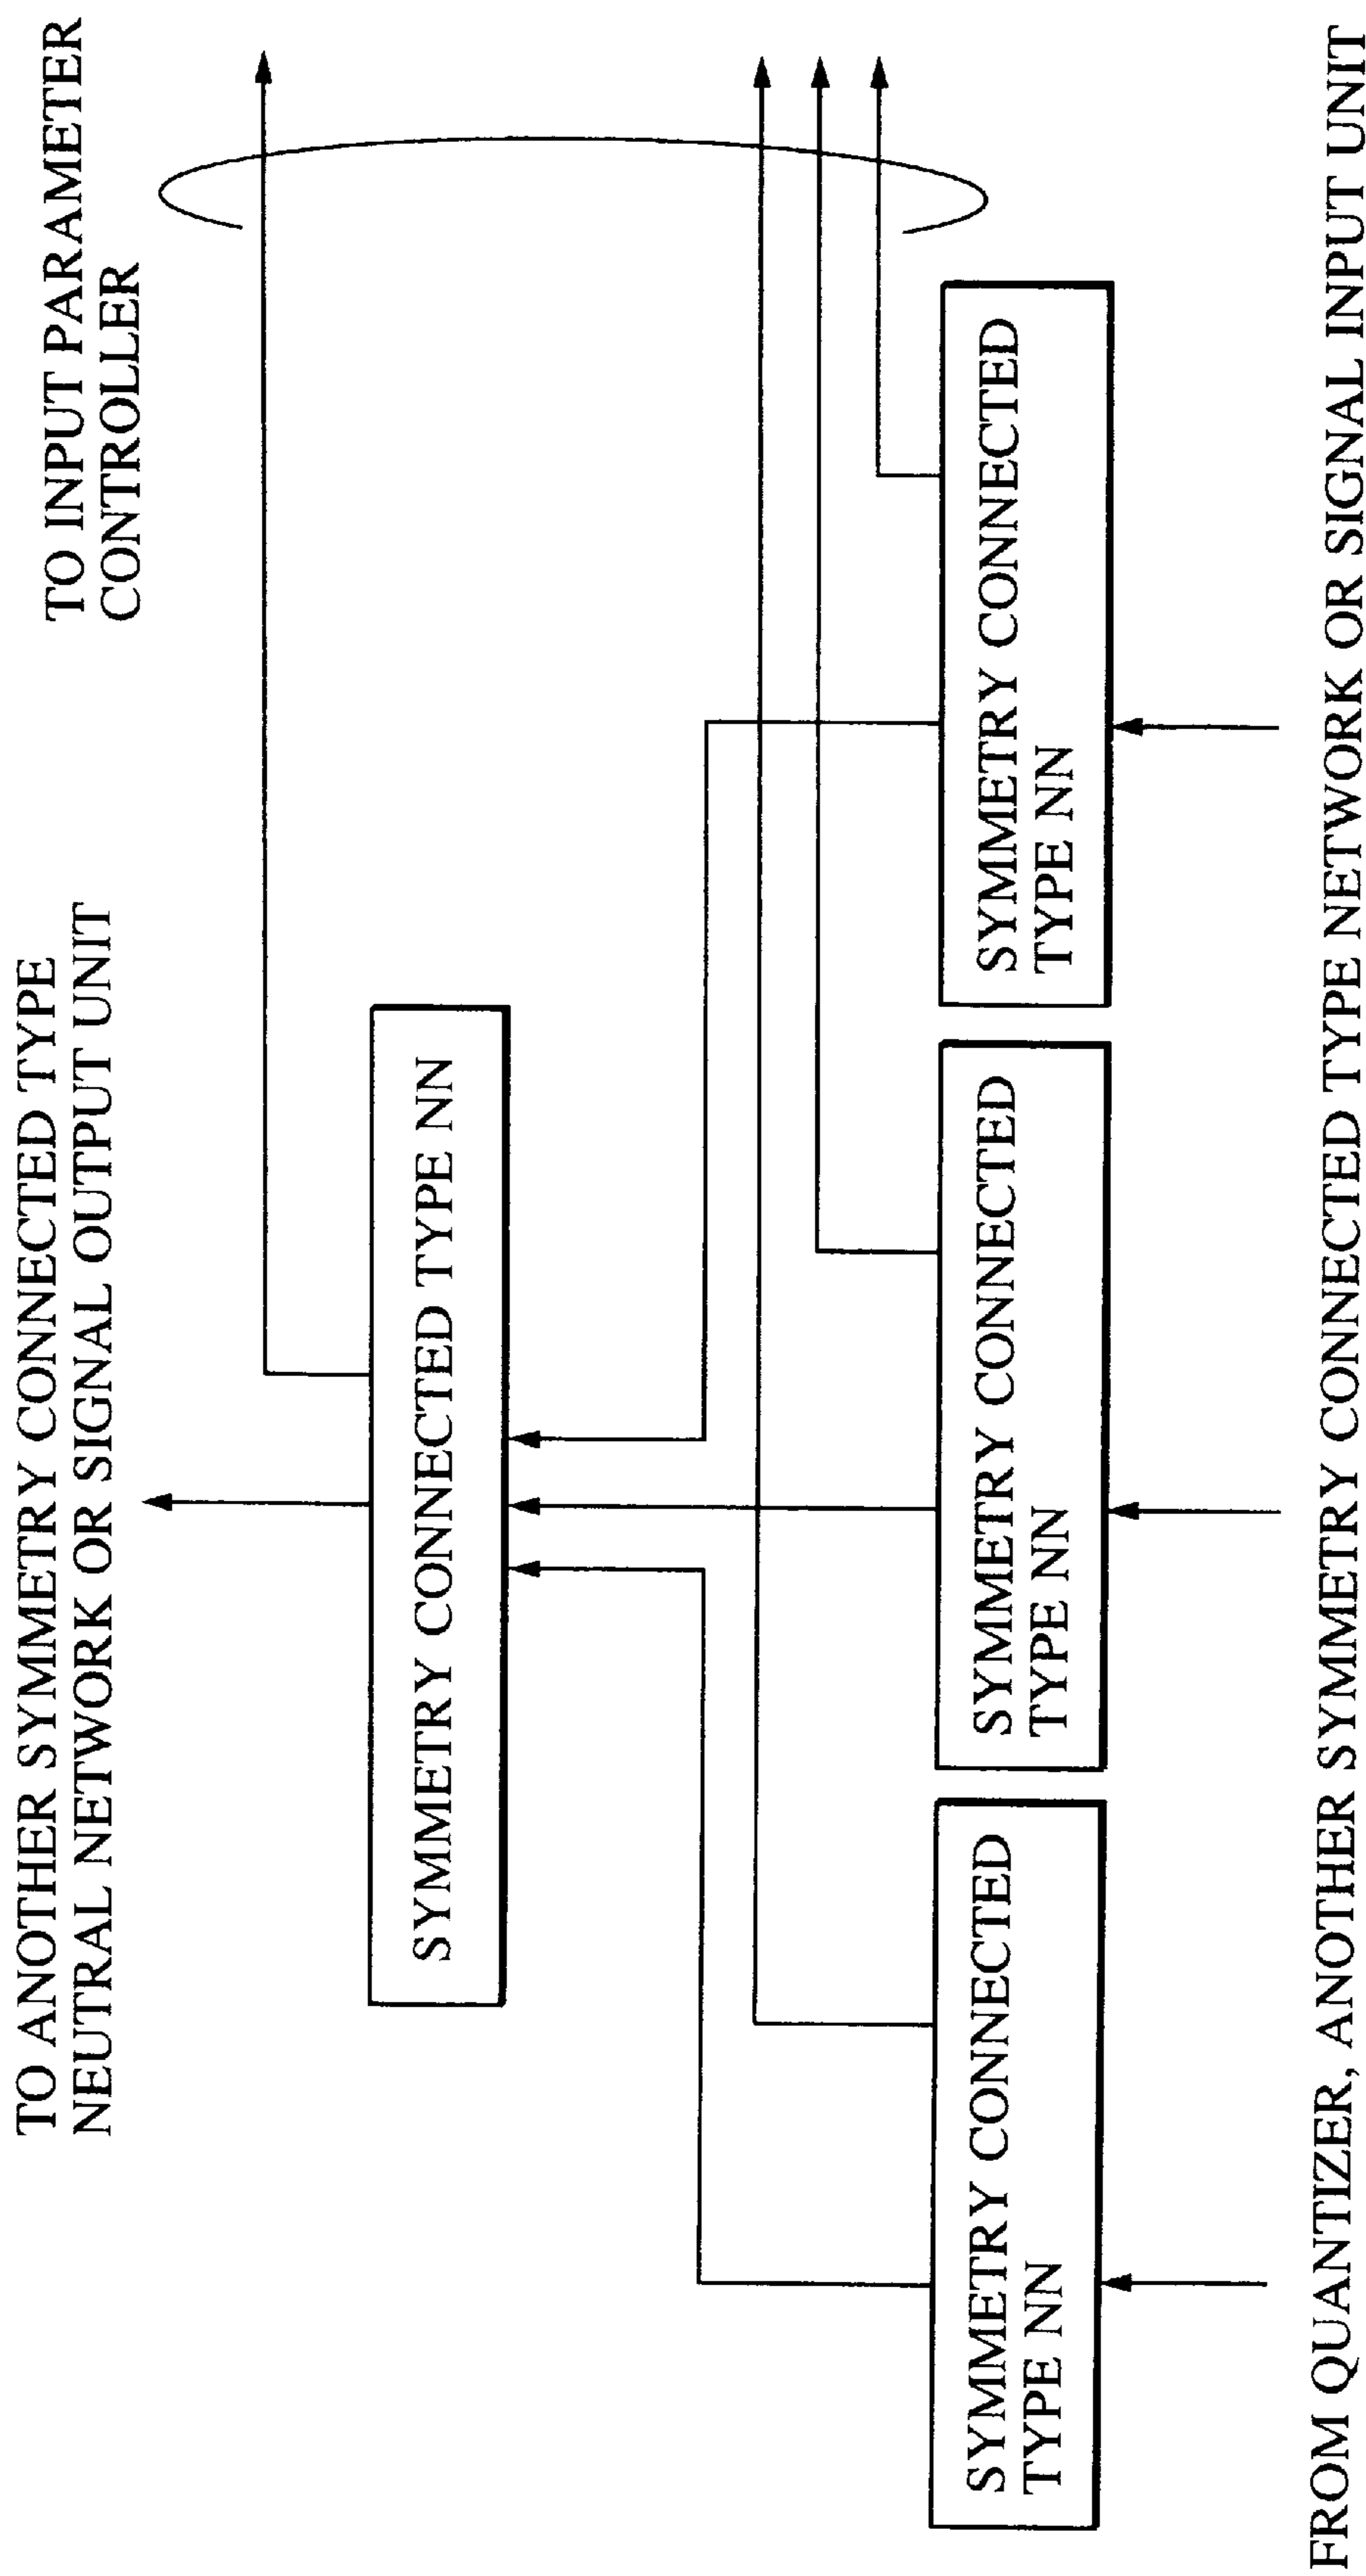 TO ANOTHER SYMMETRY CONNECTED TYPE
NEUTRAL NETWORK OR SIGNAL OUTPUT UNIT
TO INPUT PARAMETER
CONTROLLER
SYMMETRY CONNECTED TYPE NN
SYMMETRY CONNECTED
TYPE NN
SYMMETRY CONNECTED
TYPE NN
SYMMETRY CONNECTED
TYPE NN
FROM QUANTIZER, ANOTHER SYMMETRY CONNECTED TYPE NETWORK OR SIGNAL INPUT UNIT